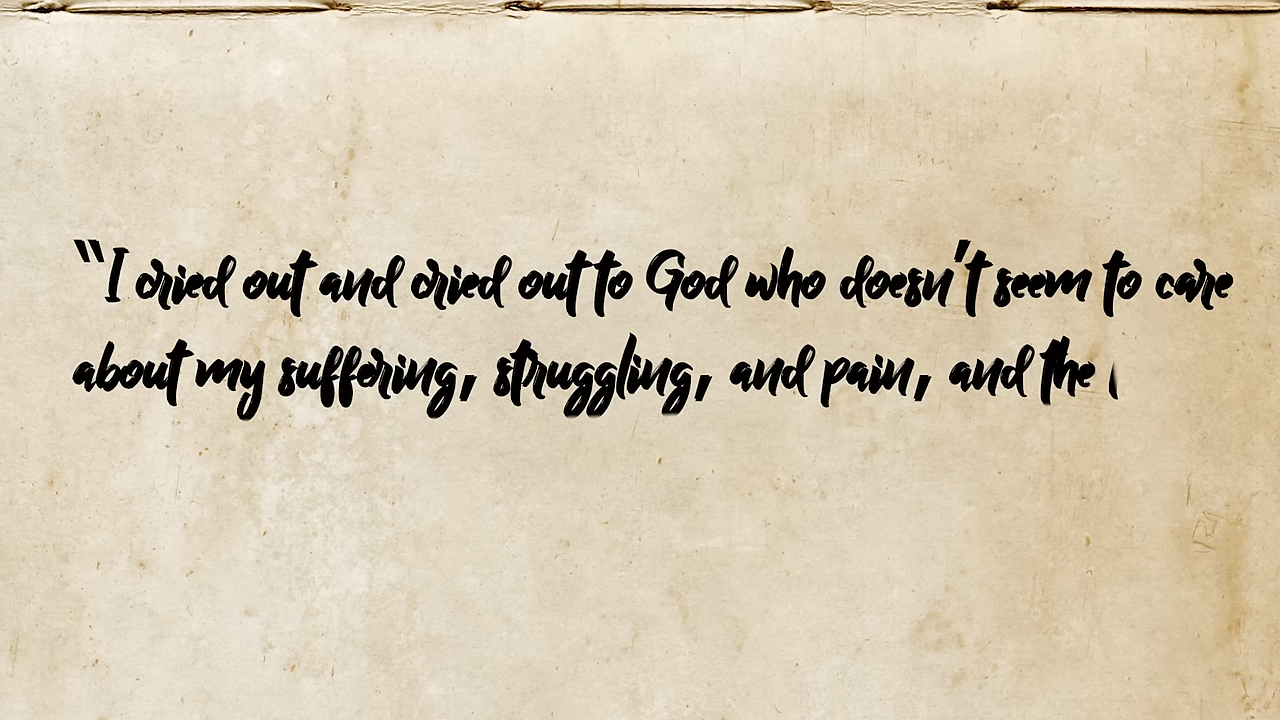 “I cried out and cried out to God who doesn't seem to care
about my suffering, struggling, and pain, and the